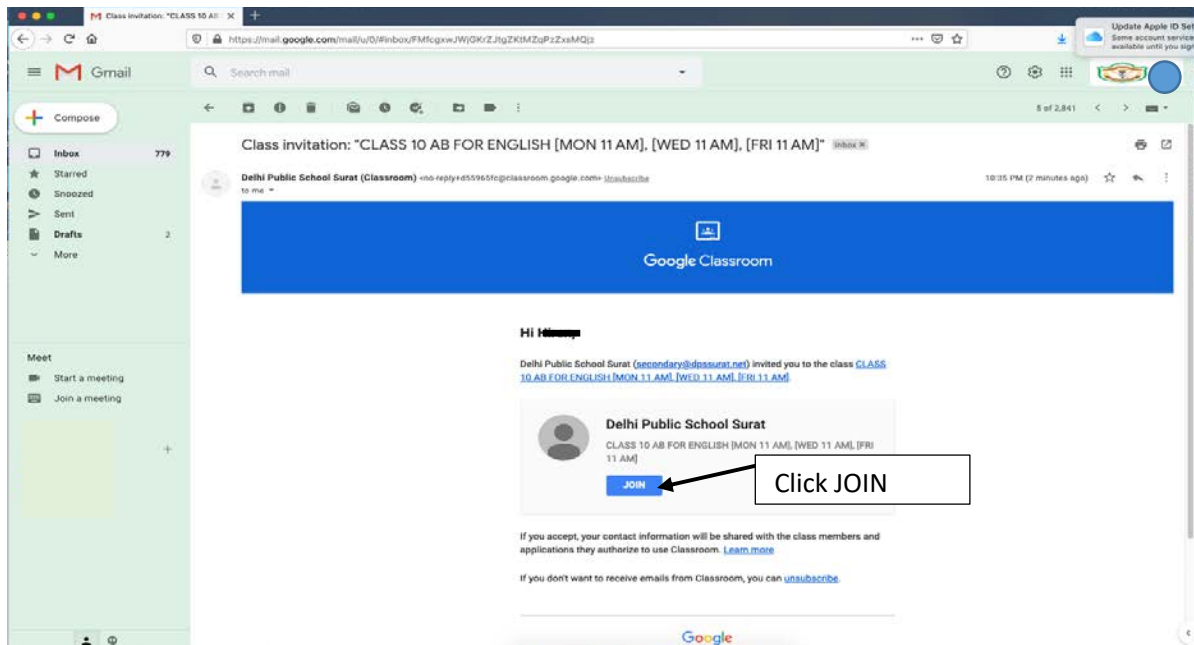 Class invitation: "CLASS 10 AB
Update Apple ID Set
Some account service
available until you sign
https://mail.google.com/mail/u/0/#inbox/
Gmail
Search mail
Compose
5 of 2,841
Inbox 779
Starred
Snoozed
Sent
Drafts 2
More
Class invitation: "CLASS 10 AB FOR ENGLISH [MON 11 AM], [WED 11 AM], [FRI 11 AM]" Inbox ×
Delhi Public School Surat (Classroom) Unsubscribe
10:35 PM (2 minutes ago)
to me
Google Classroom
Hi
Delhi Public School Surat (secondary@dpssurat.net) invited you to the class CLASS
10 AB FOR ENGLISH [MON 11 AM], [WED 11 AM], [FRI 11 AM].
Meet
Start a meeting
Join a meeting
Delhi Public School Surat
CLASS 10 AB FOR ENGLISH [MON 11 AM], [WED 11 AM], [FRI
11 AM]
JOIN
Click JOIN
If you accept, your contact information will be shared with the class members and
applications they authorize to use Classroom. Learn more
If you don't want to receive emails from Classroom, you can unsubscribe.
Google